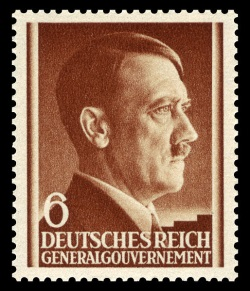 6
DEUTSCHES REICH
GENERALGOUVERNEMENT